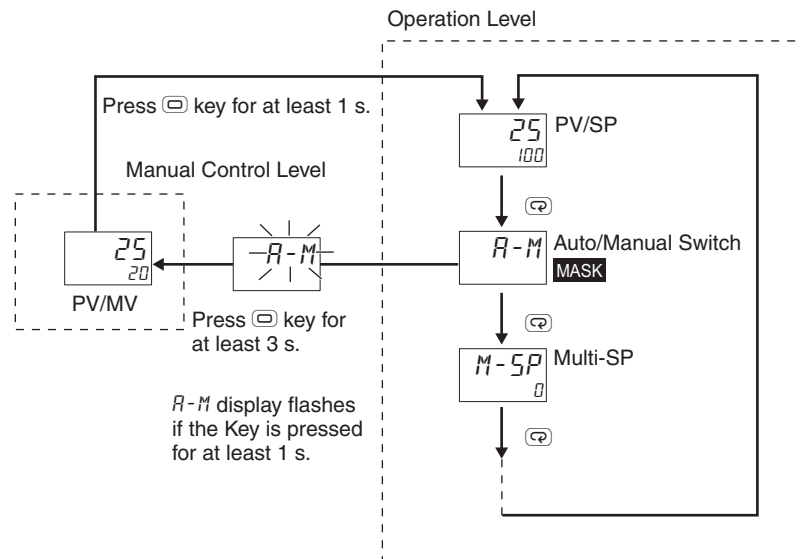 Operation Level
Press key for at least 1 s.
25
100
PV/SP
Manual Control Level
25
20
PV/MV
A-M
A-M
Auto/Manual Switch
MASK
Press key for
at least 3 s.
M-SP
0
Multi-SP
A-M display flashes
if the Key is pressed
for at least 1 s.